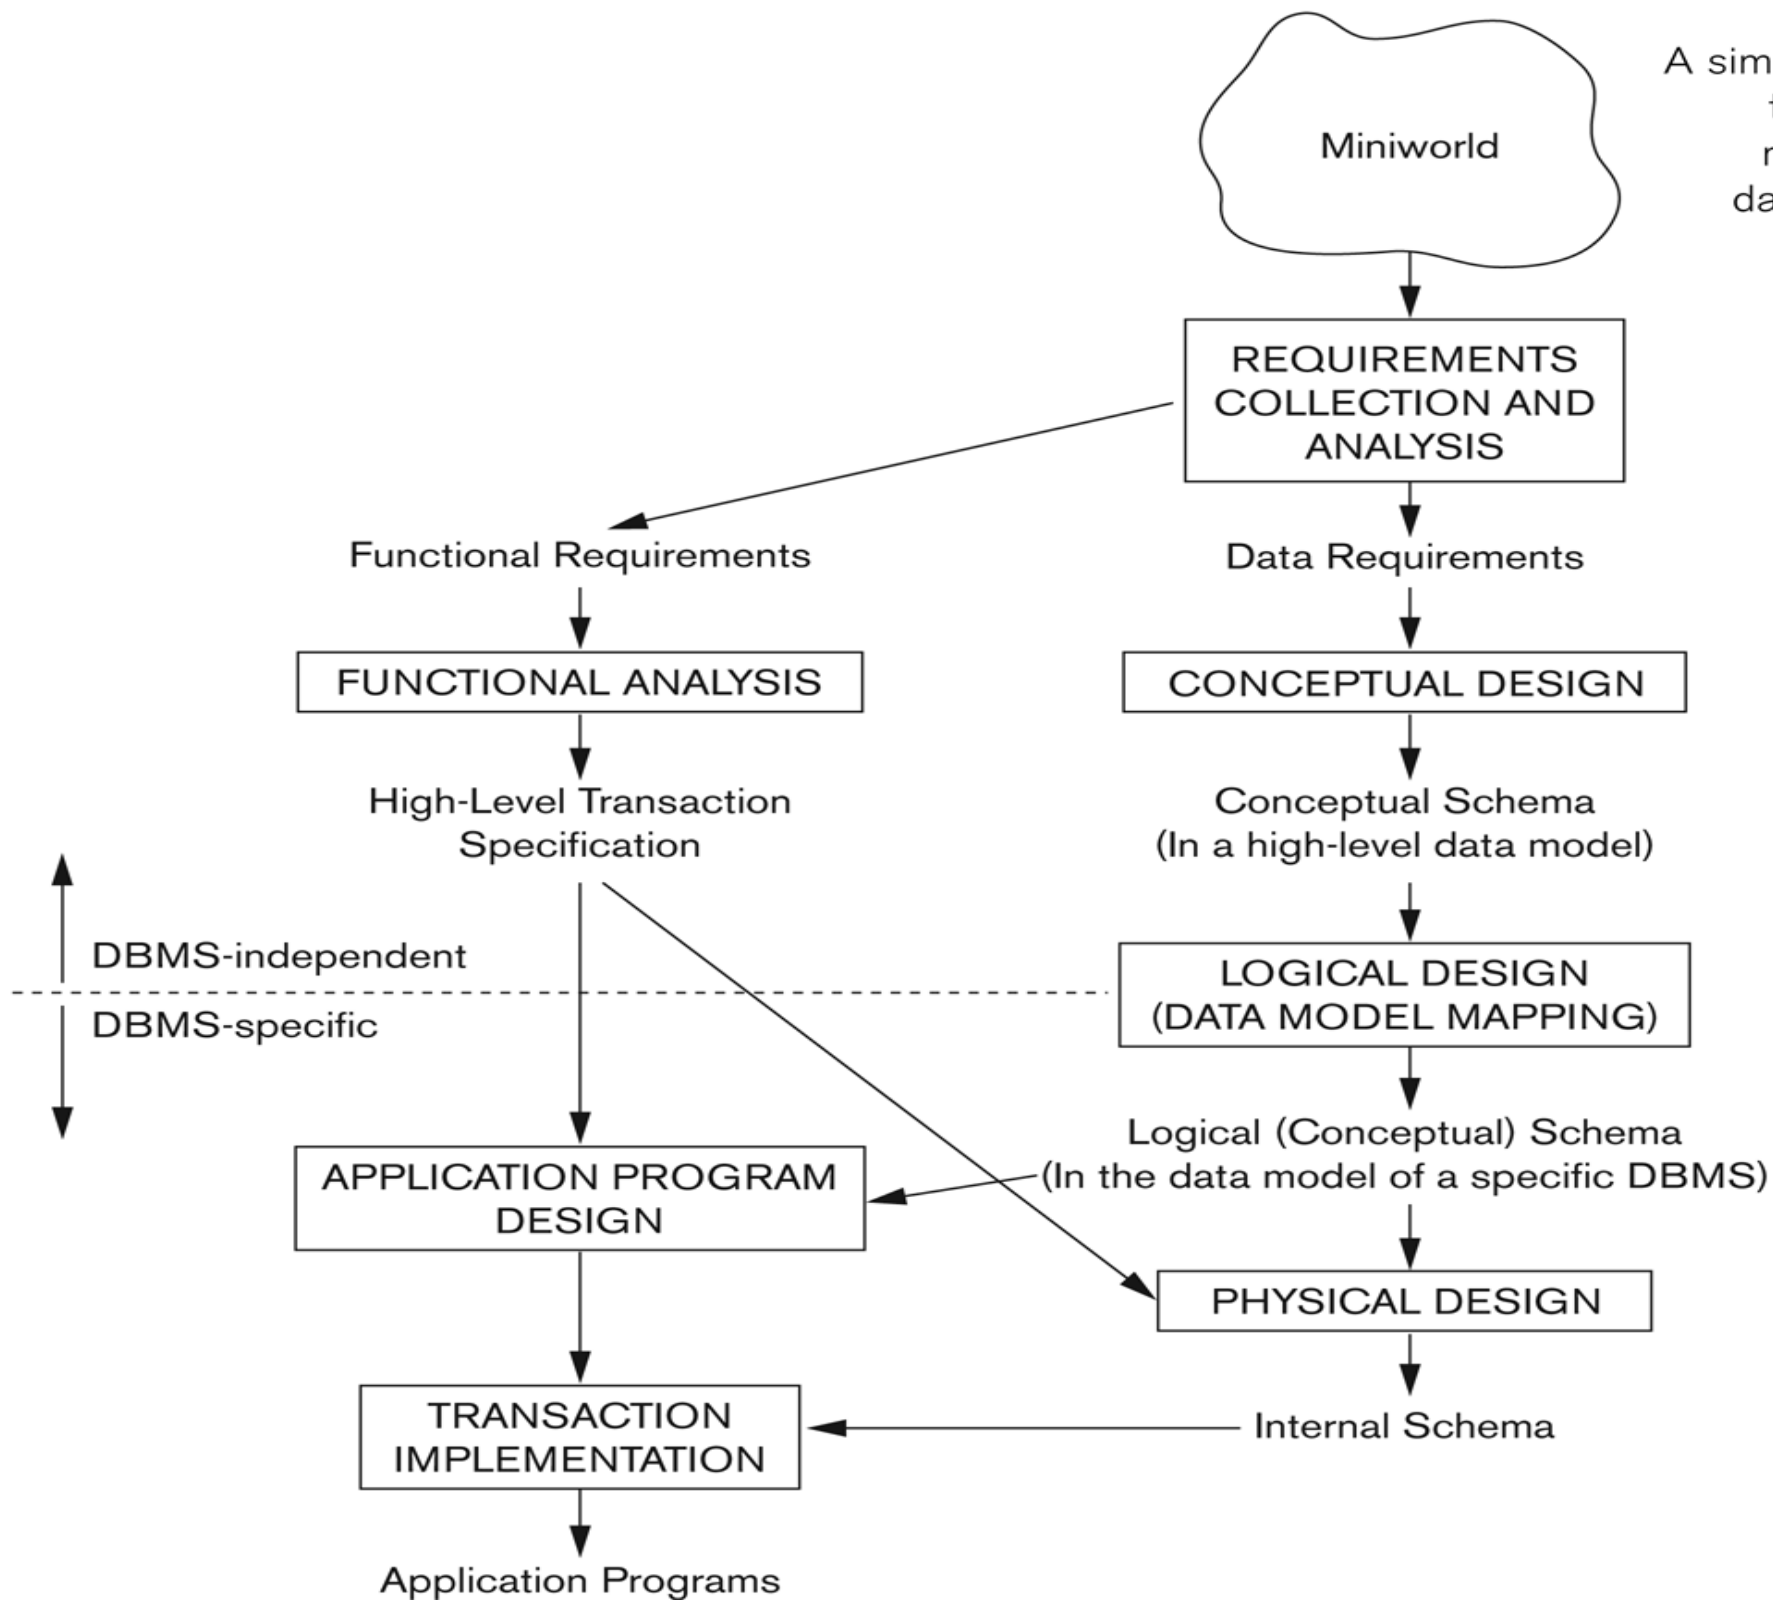 Miniworld
A sim
da
REQUIREMENTS
COLLECTION AND
ANALYSIS
Functional Requirements
Data Requirements
FUNCTIONAL ANALYSIS
CONCEPTUAL DESIGN
High-Level Transaction
Specification
Conceptual Schema
(In a high-level data model)
DBMS-independent
DBMS-specific
LOGICAL DESIGN
(DATA MODEL MAPPING)
Logical (Conceptual) Schema
(In the data model of a specific DBMS)
APPLICATION PROGRAM
DESIGN
PHYSICAL DESIGN
TRANSACTION
IMPLEMENTATION
Internal Schema
Application Programs